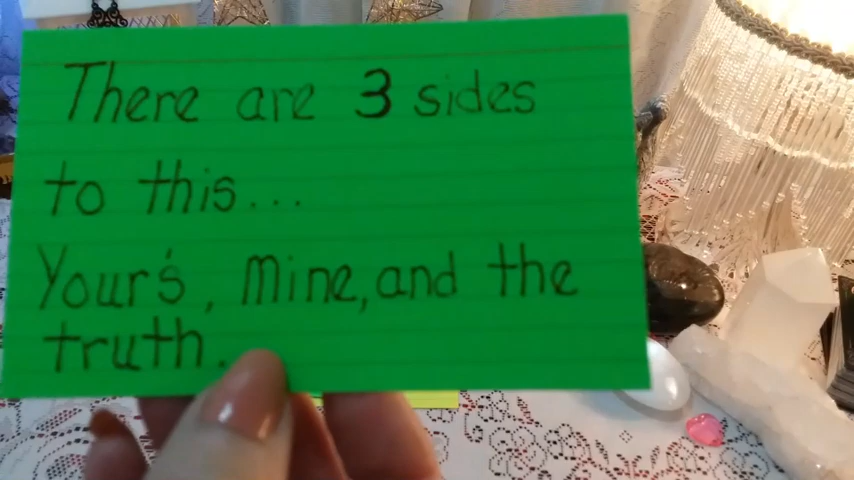 There are 3 sides
to this...
Your's, Mine, and the
truth.